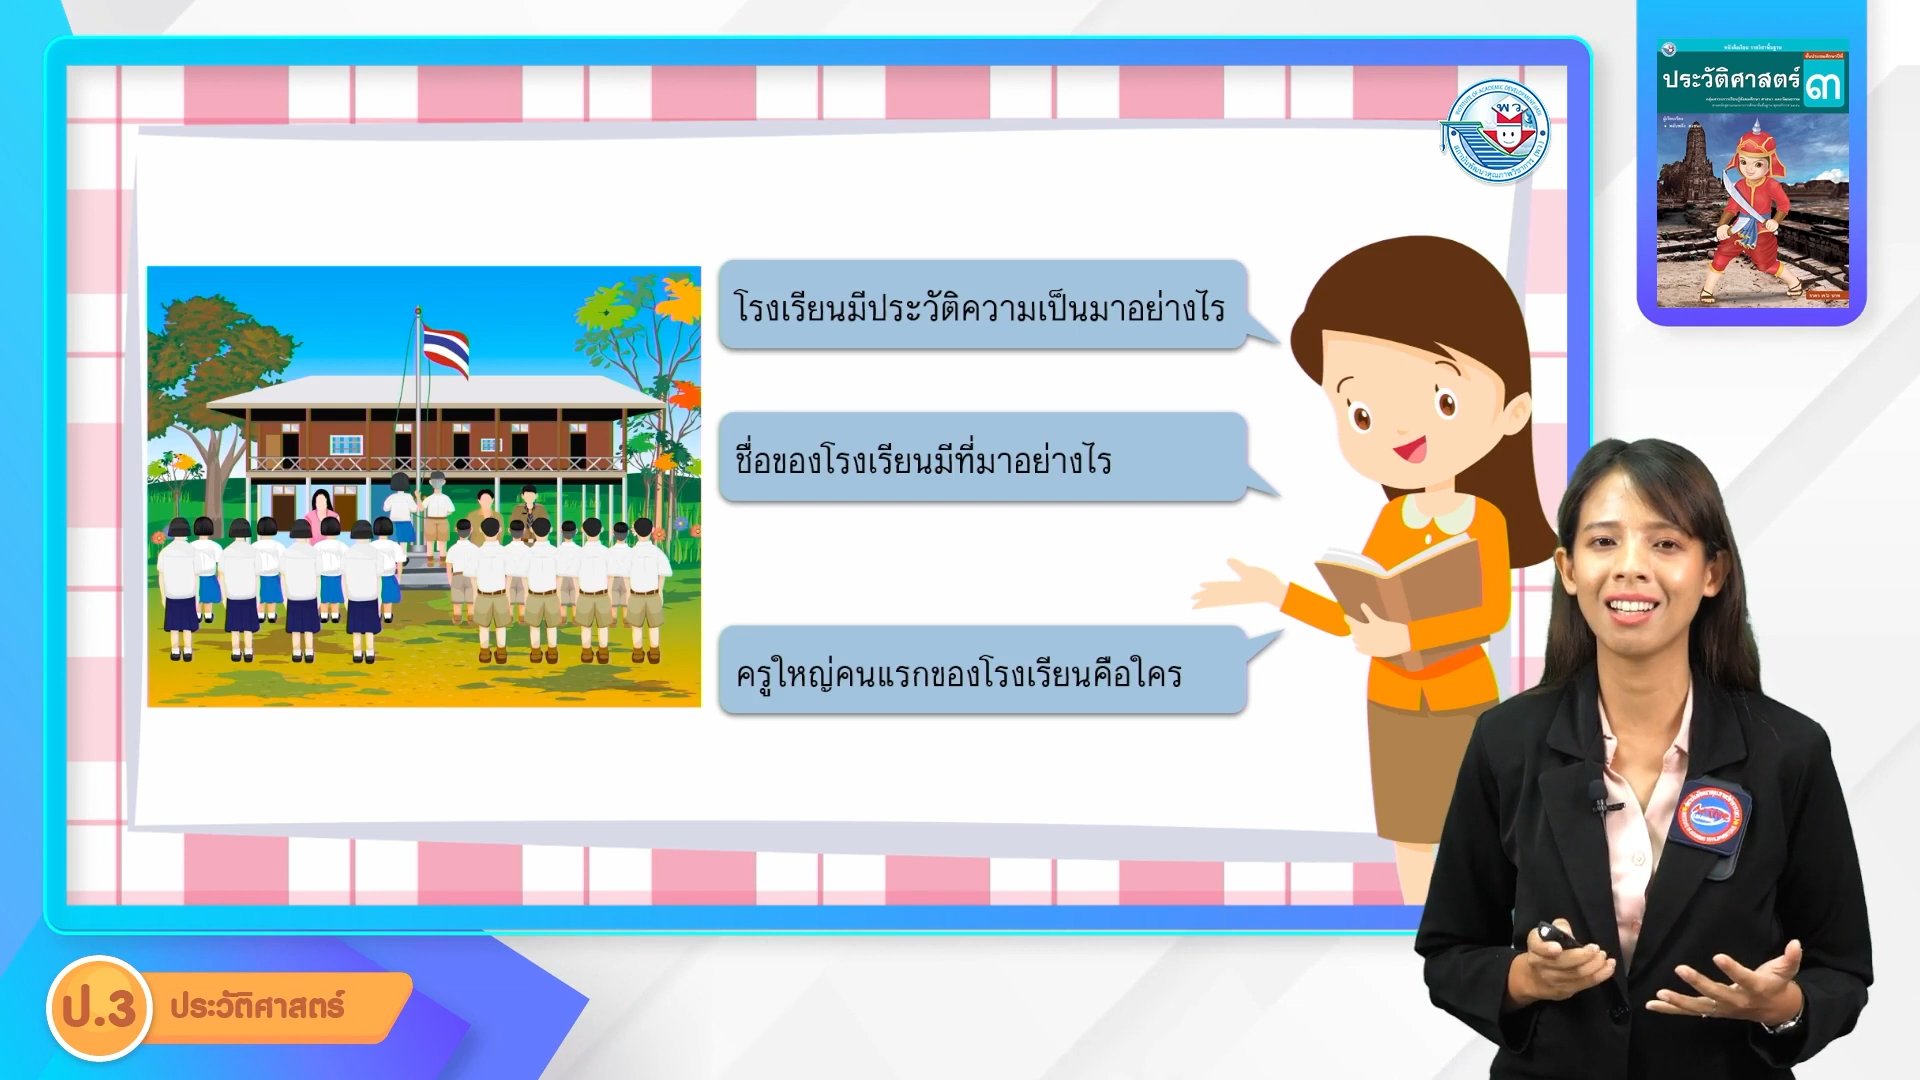 ประวัติศาสตร์
๓
พว.
โรงเรียนมีประวัติความเป็นมาอย่างไร
ชื่อของโรงเรียนมีที่มาอย่างไร
ครูใหญ่คนแรกของโรงเรียนคือใคร
ป.3
ประวัติศาสตร์